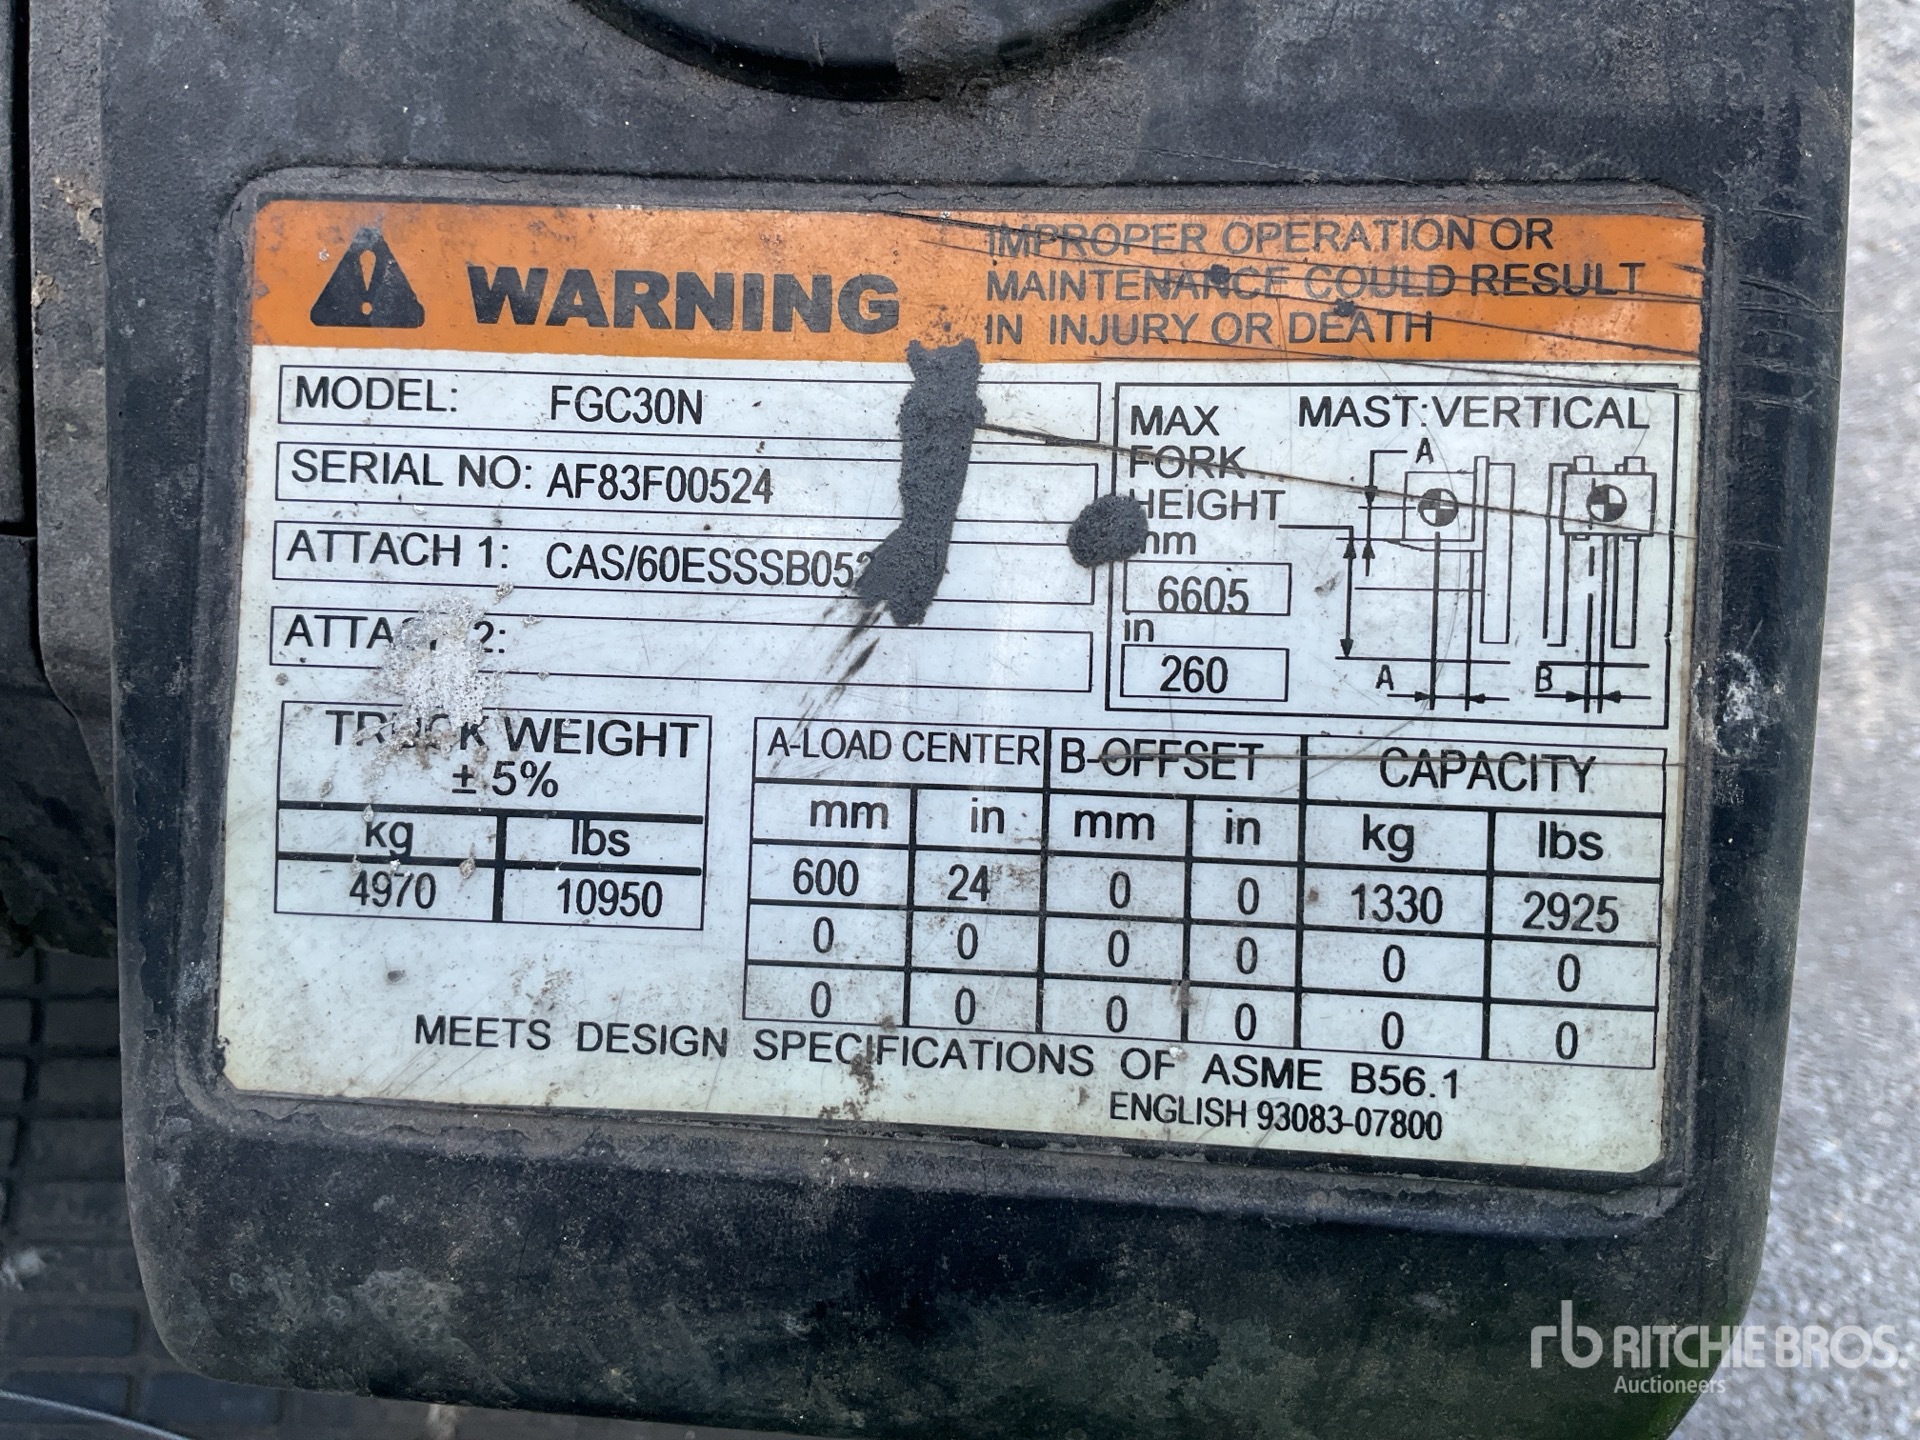 WARNING
IMPROPER OPERATION OR
MAINTENANCE COULD RESULT
IN INJURY OR DEATH
MODEL: FGC30N
SERIAL NO: AF83F00524
ATTACH 1:
ATTACH 2:
MAX
FORK
HEIGHT
mm
6605
in
260
MAST:VERTICAL
A
A
B
TRUCK WEIGHT
± 5%
kg lbs
4970 10950
A-LOAD CENTER B-OFFSET CAPACITY
mm in mm in kg lbs
600 24 0 0 1330 2925
0 0 0 0 0 0
0 0 0 0 0 0
MEETS DESIGN SPECIFICATIONS OF ASME B56.1
ENGLISH 93083-07800
rb RITCHIE BROS.
Auctioneers